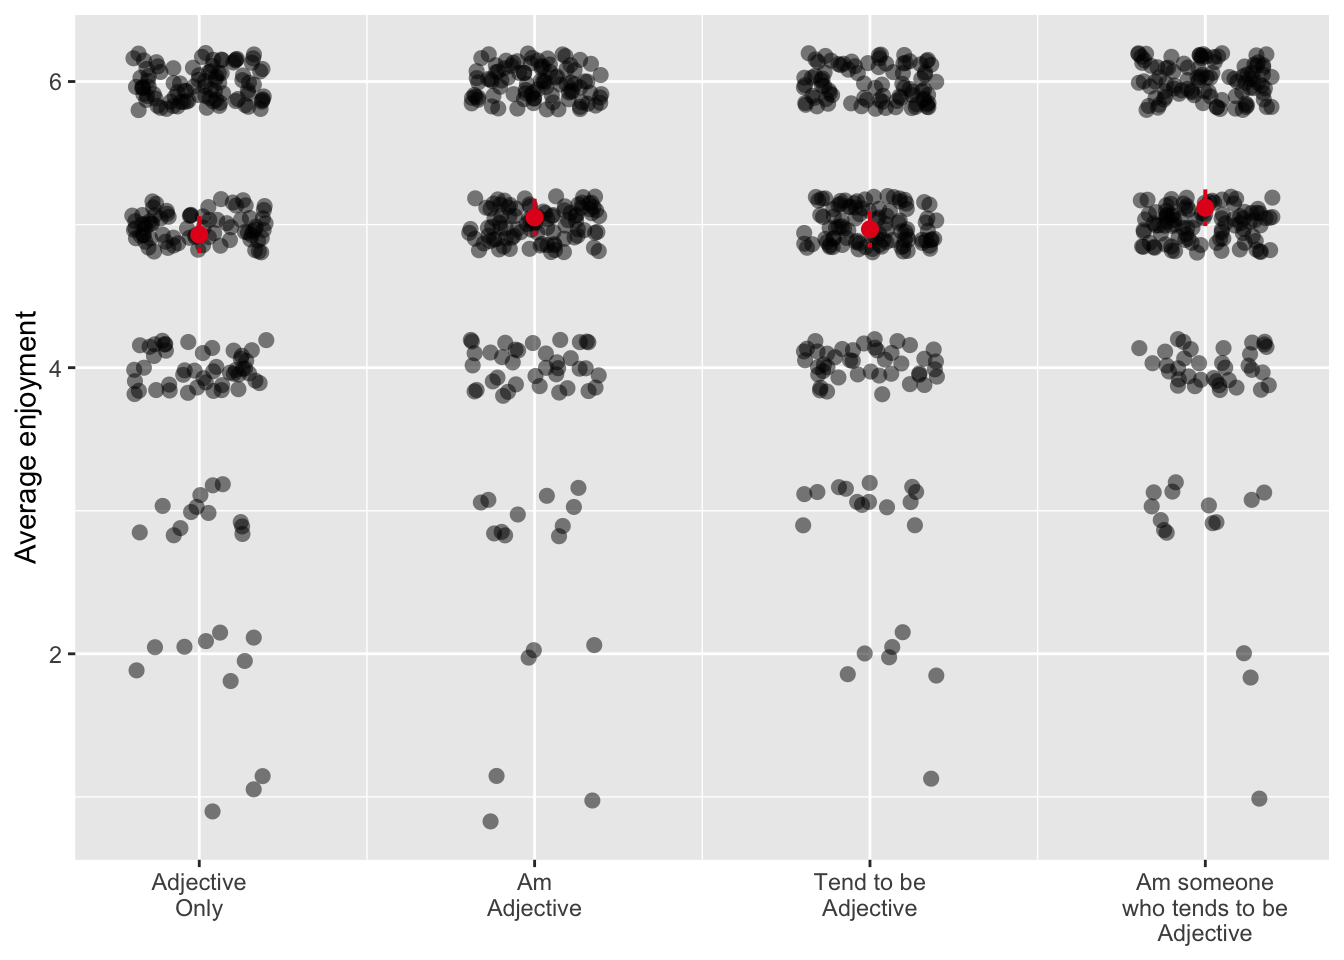 Average enjoyment
6
4
2
Adjective
Only
Am
Adjective
Tend to be
Adjective
Am someone
who tends to be
Adjective